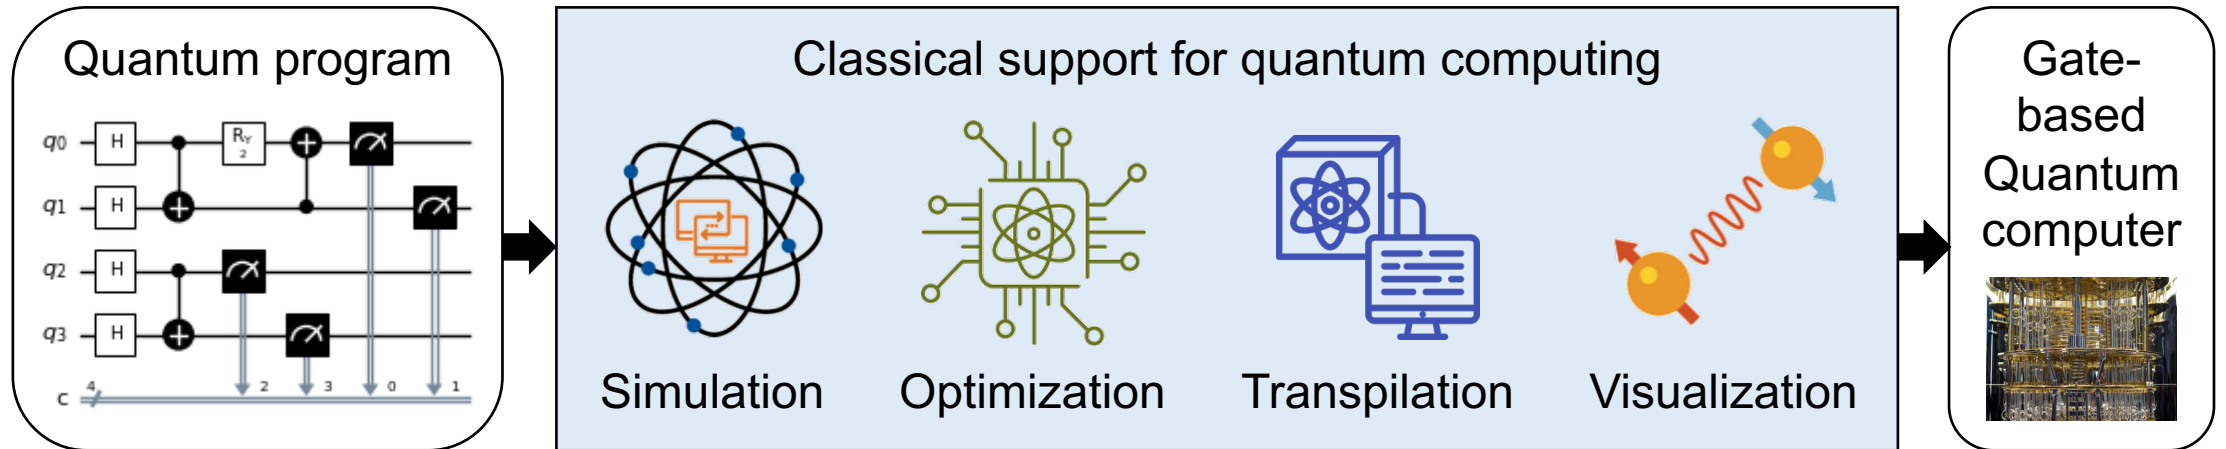 Quantum program
q0 H RY 2
q1 H
q2 H
q3 H
c 4 2 3 0 1
Classical support for quantum computing
Simulation Optimization Transpilation Visualization
Gate-
based
Quantum
computer